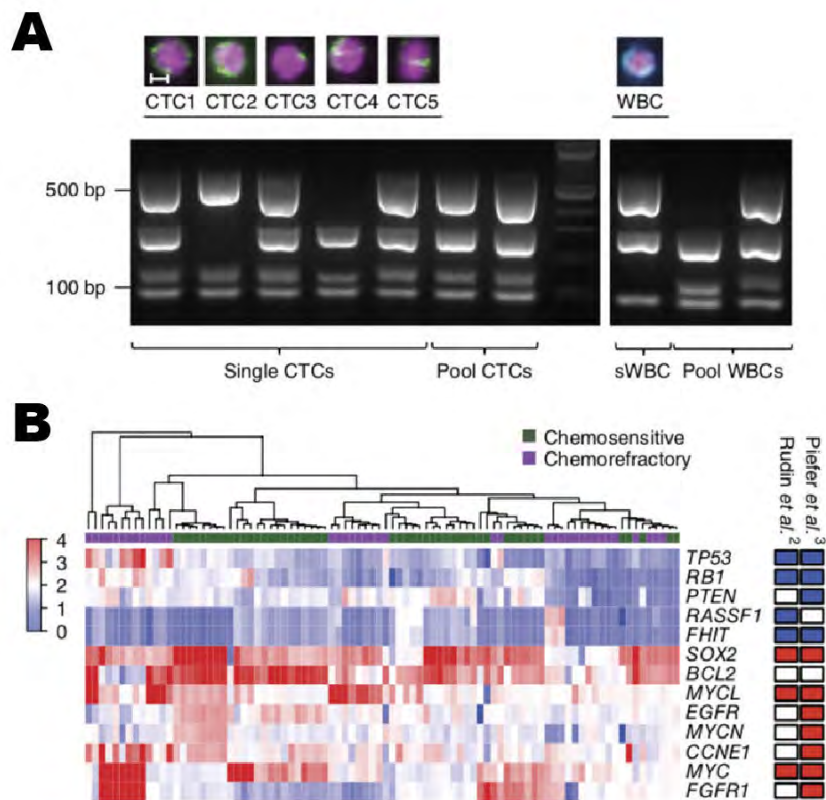 A
CTC1 CTC2 CTC3 CTC4 CTC5 WBC
500 bp
100 bp
Single CTCs Pool CTCs sWBC Pool WBCs
B
Chemosensitive
Chemorefractory
Rudin et al. 2
Piefer et al. 3
4
3
2
1
0
TP53
RB1
PTEN
RASSF1
FHIT
SOX2
BCL2
MYCL
EGFR
MYCN
CCNE1
MYC
FGFR1